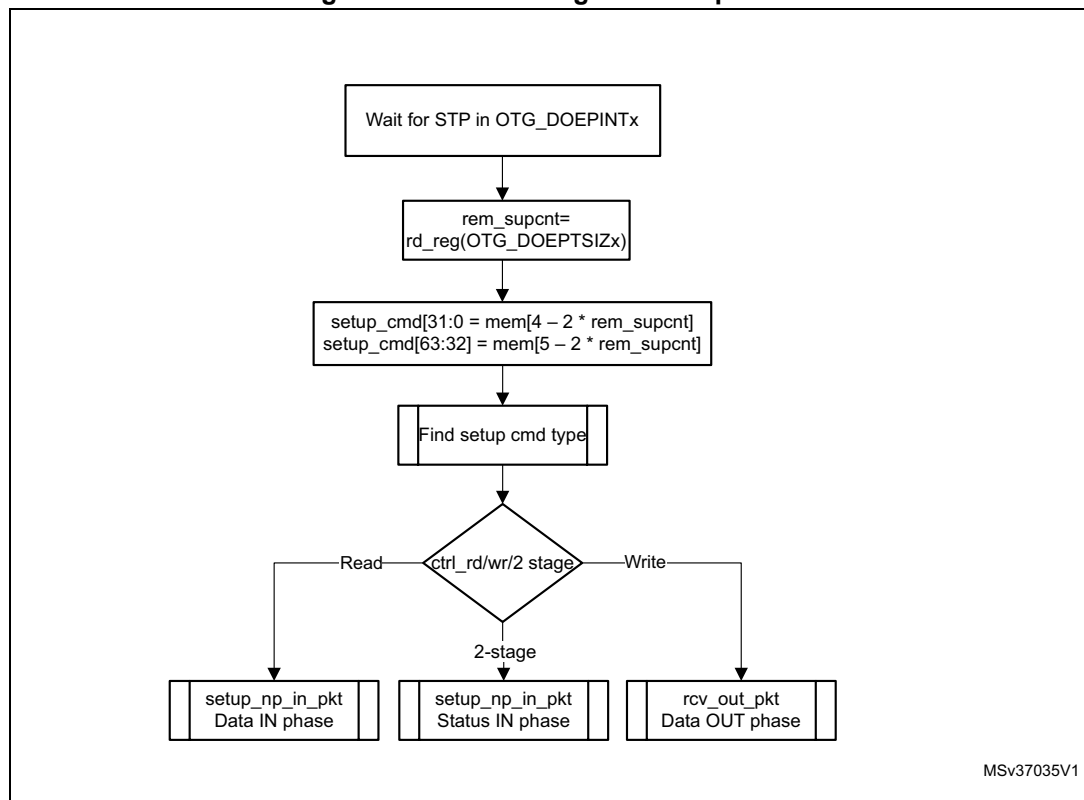 Wait for STP in OTG_DOEPINTx
rem_supcnt=
rd_reg(OTG_DOEPTSIZx)
setup_cmd[31:0 = mem[4 – 2 * rem_supcnt]
setup_cmd[63:32] = mem[5 – 2 * rem_supcnt]
Find setup cmd type
ctrl_rd/wr/2 stage
Read
Write
2-stage
setup_np_in_pkt
Data IN phase
setup_np_in_pkt
Status IN phase
rcv_out_pkt
Data OUT phase
MSv37035V1